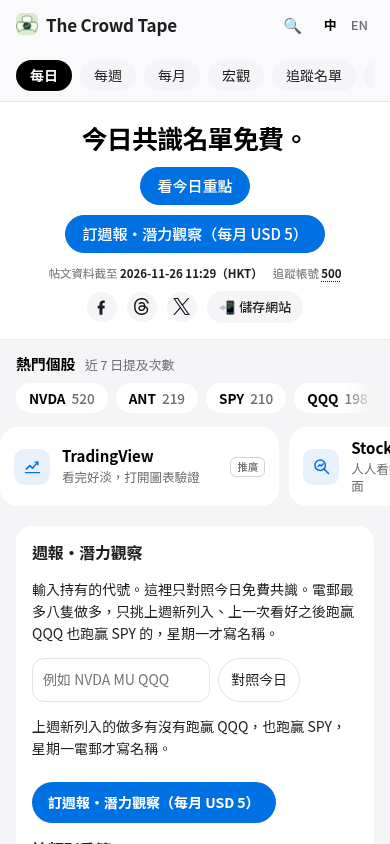 The Crowd Tape
🔍 中 EN
每日 每週 每月 宏觀 追蹤名單
今日共識名單免費。
看今日重點
訂週報・潛力觀察（每月 USD 5）
帖文資料截至 2026-11-26 11:29（HKT） 追蹤帳號 500
📲 儲存網站
熱門個股 近 7 日提及次數
NVDA 520 ANT 219 SPY 210 QQQ 198
TradingView
看完好淡，打開圖表驗證
推廣
Stock
人人看
面
週報・潛力觀察
輸入持有的代號。這裡只對照今日免費共識。電郵最
多八隻做多，只挑上週新列入、上一次看好之後跑贏
QQQ 也跑贏 SPY 的，星期一才寫名稱。
例如 NVDA MU QQQ
對照今日
上週新列入的做多有沒有跑贏 QQQ，也跑贏 SPY，
星期一電郵才寫名稱。
訂週報・潛力觀察（每月 USD 5）